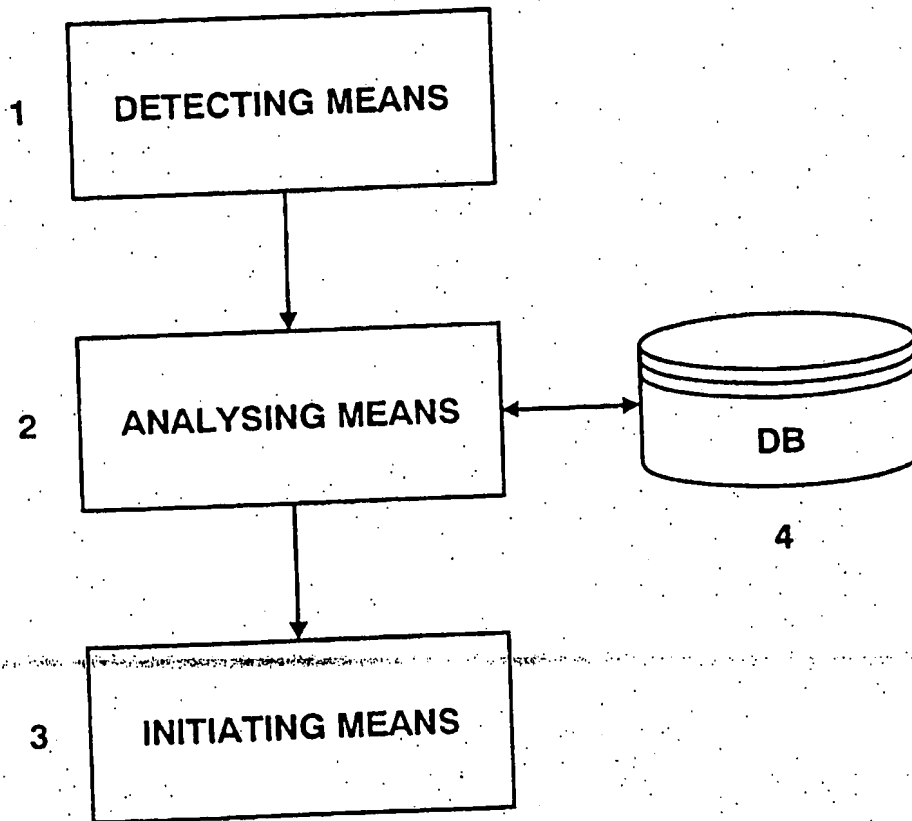 1
DETECTING MEANS
2
ANALYSING MEANS
DB
4
3
INITIATING MEANS